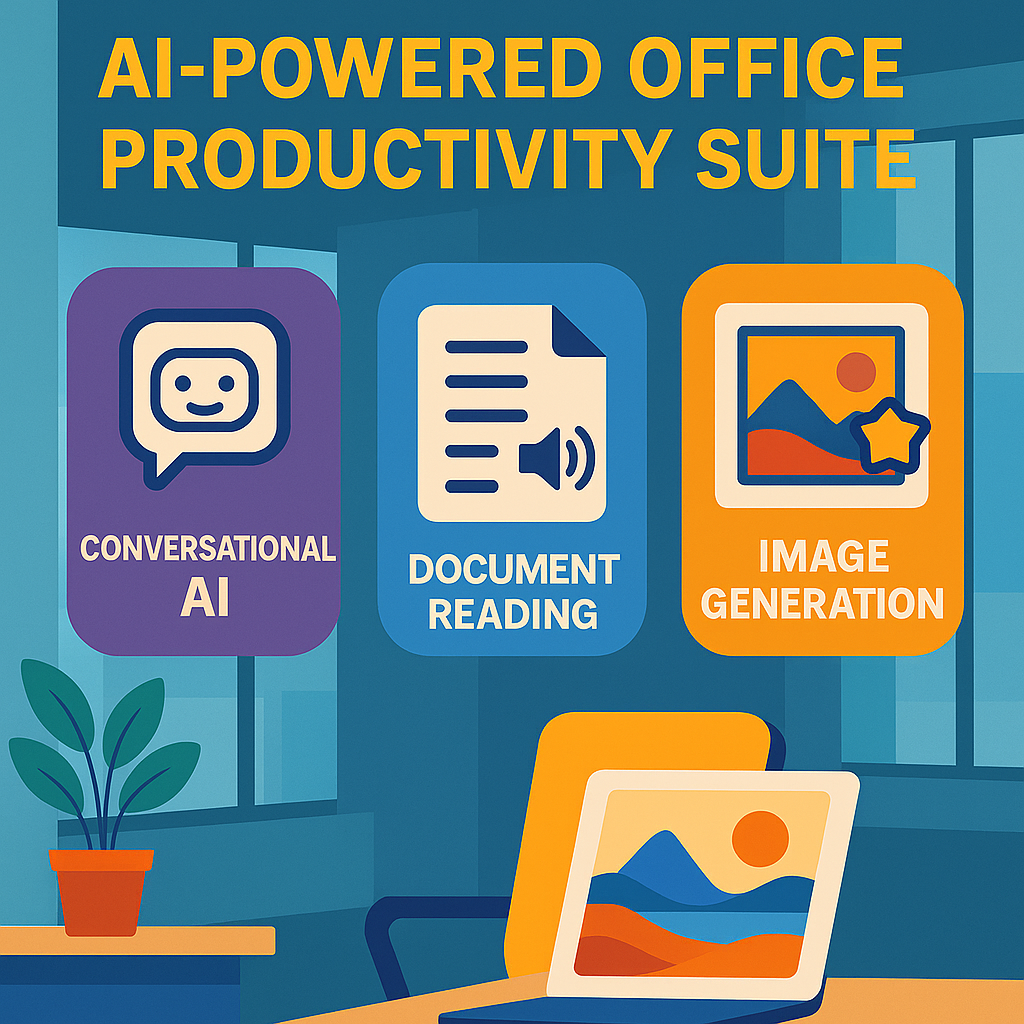 AI-POWERED OFFICE
PRODUCTIVITY SUITE
CONVERSATIONAL
AI
DOCUMENT
READING
IMAGE
GENERATION